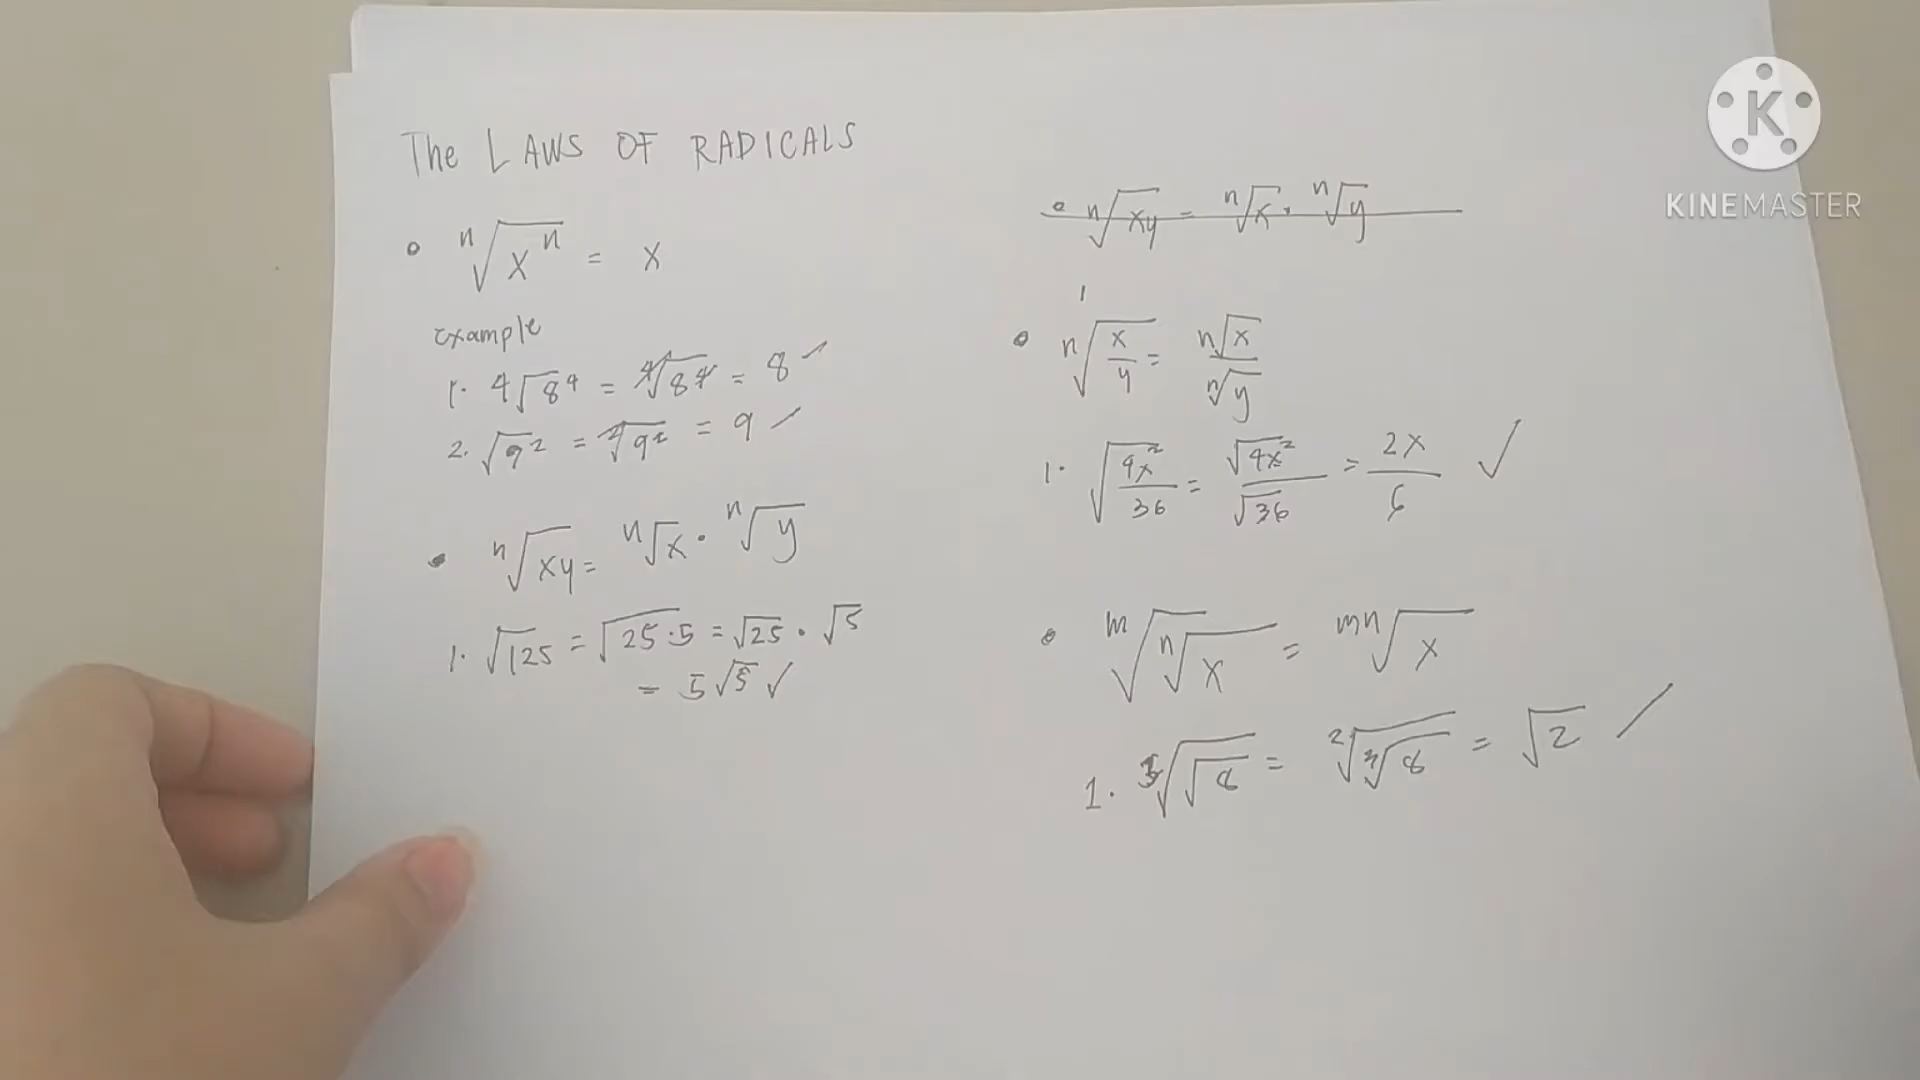 The LAWS OF RADICALS
ⁿ√xⁿ = x
example
1. ⁴√8⁴ = ⁴√8⁴ = 8
2. √9² = ²√9² = 9
ⁿ√xy = ⁿ√x · ⁿ√y
1. √125 = √25·5 = √25 · √5
= 5√5 ✓
ⁿ√xy = ⁿ√x · ⁿ√y
ⁿ√x/y = ⁿ√x/ⁿ√y
1. √4x²/36 = √4x²/√36 = 2x/6 ✓
ᵐ√ⁿ√x = ᵐⁿ√x
1. ³√√8 = ²√³√8 = √2
K
KINEMASTER